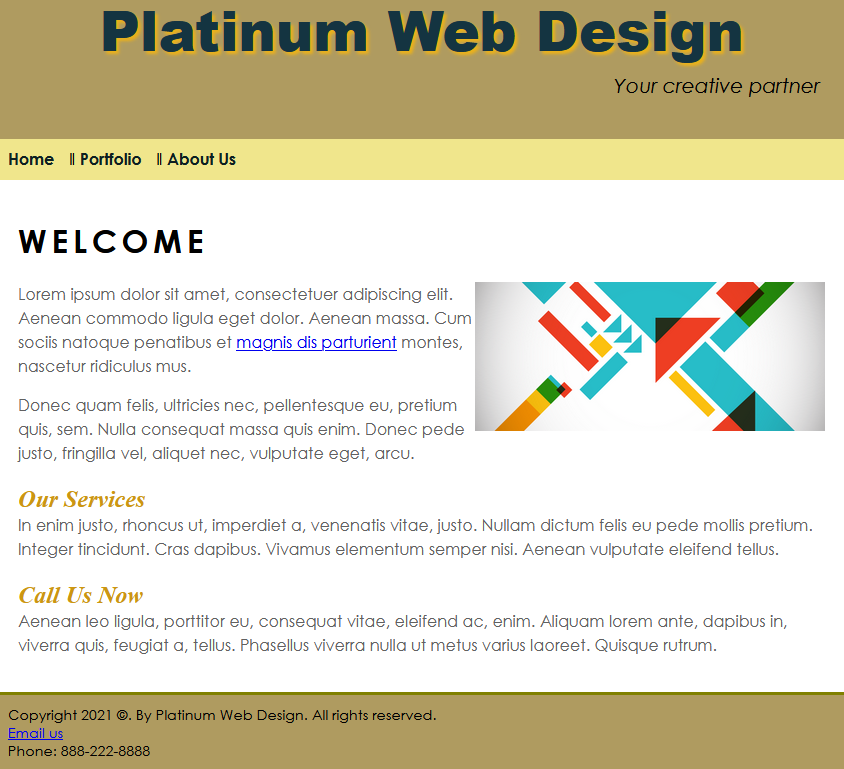 Platinum Web Design
Your creative partner
Home || Portfolio || About Us
WELCOME
Lorem ipsum dolor sit amet, consectetuer adipiscing elit.
Aenean commodo ligula eget dolor. Aenean massa. Cum
sociis natoque penatibus et magnis dis parturient montes,
nascetur ridiculus mus.
Donec quam felis, ultricies nec, pellentesque eu, pretium
quis, sem. Nulla consequat massa quis enim. Donec pede
justo, fringilla vel, aliquet nec, vulputate eget, arcu.
Our Services
In enim justo, rhoncus ut, imperdiet a, venenatis vitae, justo. Nullam dictum felis eu pede mollis pretium.
Integer tincidunt. Cras dapibus. Vivamus elementum semper nisi. Aenean vulputate eleifend tellus.
Call Us Now
Aenean leo ligula, porttitor eu, consequat vitae, eleifend ac, enim. Aliquam lorem ante, dapibus in,
viverra quis, feugiat a, tellus. Phasellus viverra nulla ut metus varius laoreet. Quisque rutrum.
Copyright 2021 ©. By Platinum Web Design. All rights reserved.
Email us
Phone: 888-222-8888